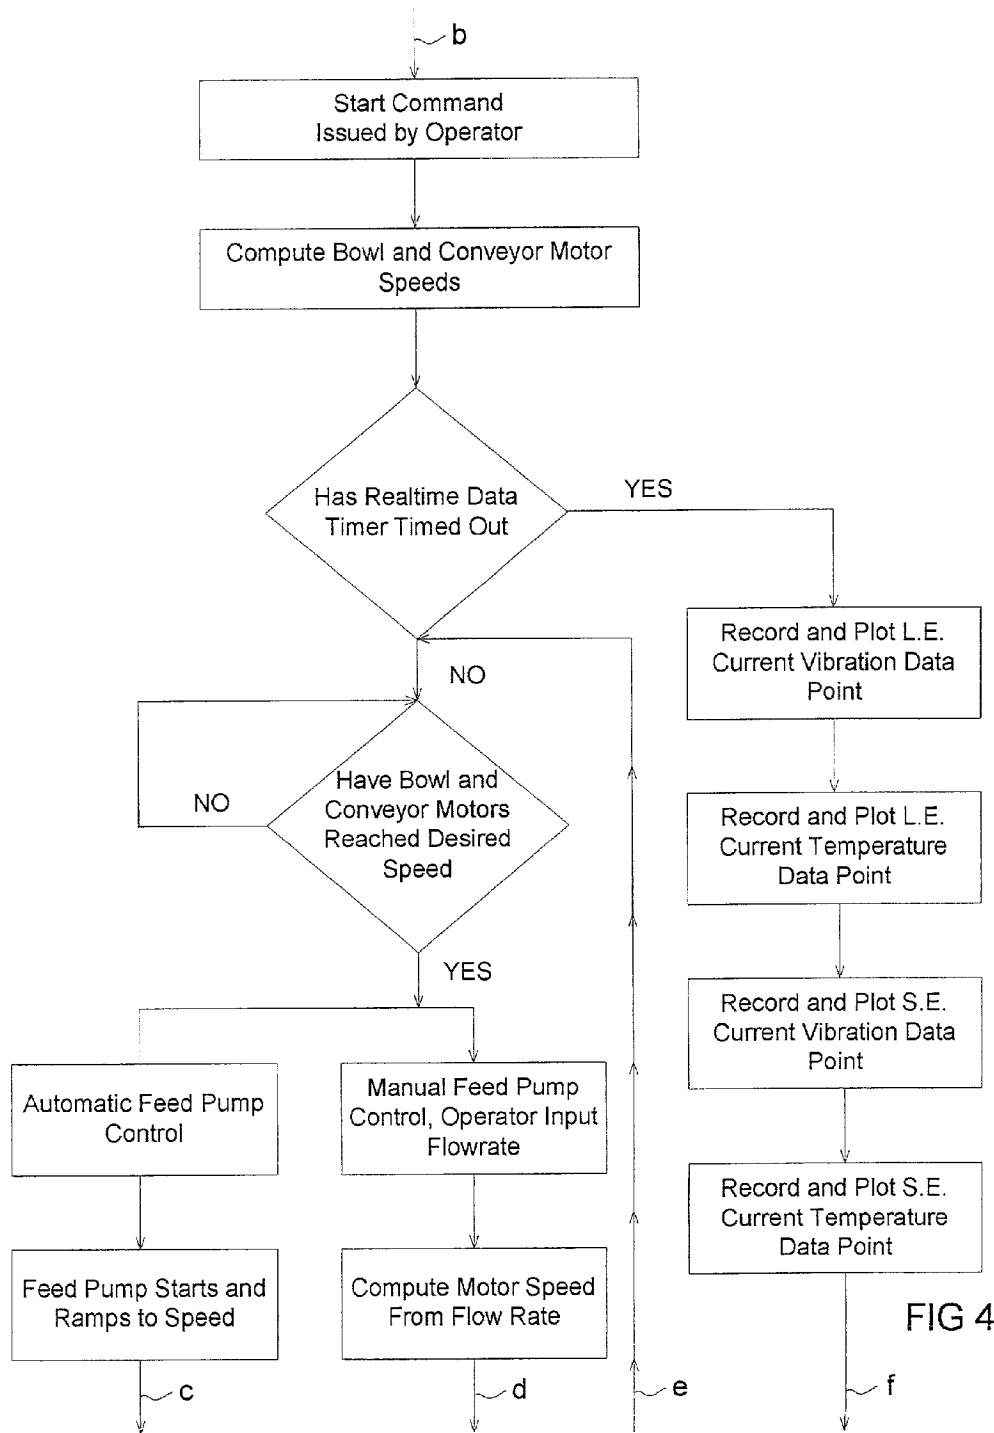 b
Start Command
Issued by Operator
Compute Bowl and Conveyor Motor
Speeds
Has Realtime Data
Timer Timed Out
YES
NO
Record and Plot L.E.
Current Vibration Data
Point
Have Bowl and
Conveyor Motors
Reached Desired
Speed
NO
YES
Record and Plot L.E.
Current Temperature
Data Point
Record and Plot S.E.
Current Vibration Data
Point
Automatic Feed Pump
Control
Manual Feed Pump
Control, Operator Input
Flowrate
Record and Plot S.E.
Current Temperature
Data Point
Feed Pump Starts and
Ramps to Speed
Compute Motor Speed
From Flow Rate
FIG 4
c
d
e
f